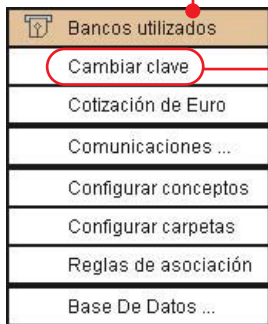 Bancos utilizados
Cambiar clave
Cotización de Euro
Comunicaciones ...
Configurar conceptos
Configurar carpetas
Reglas de asociación
Base De Datos ...